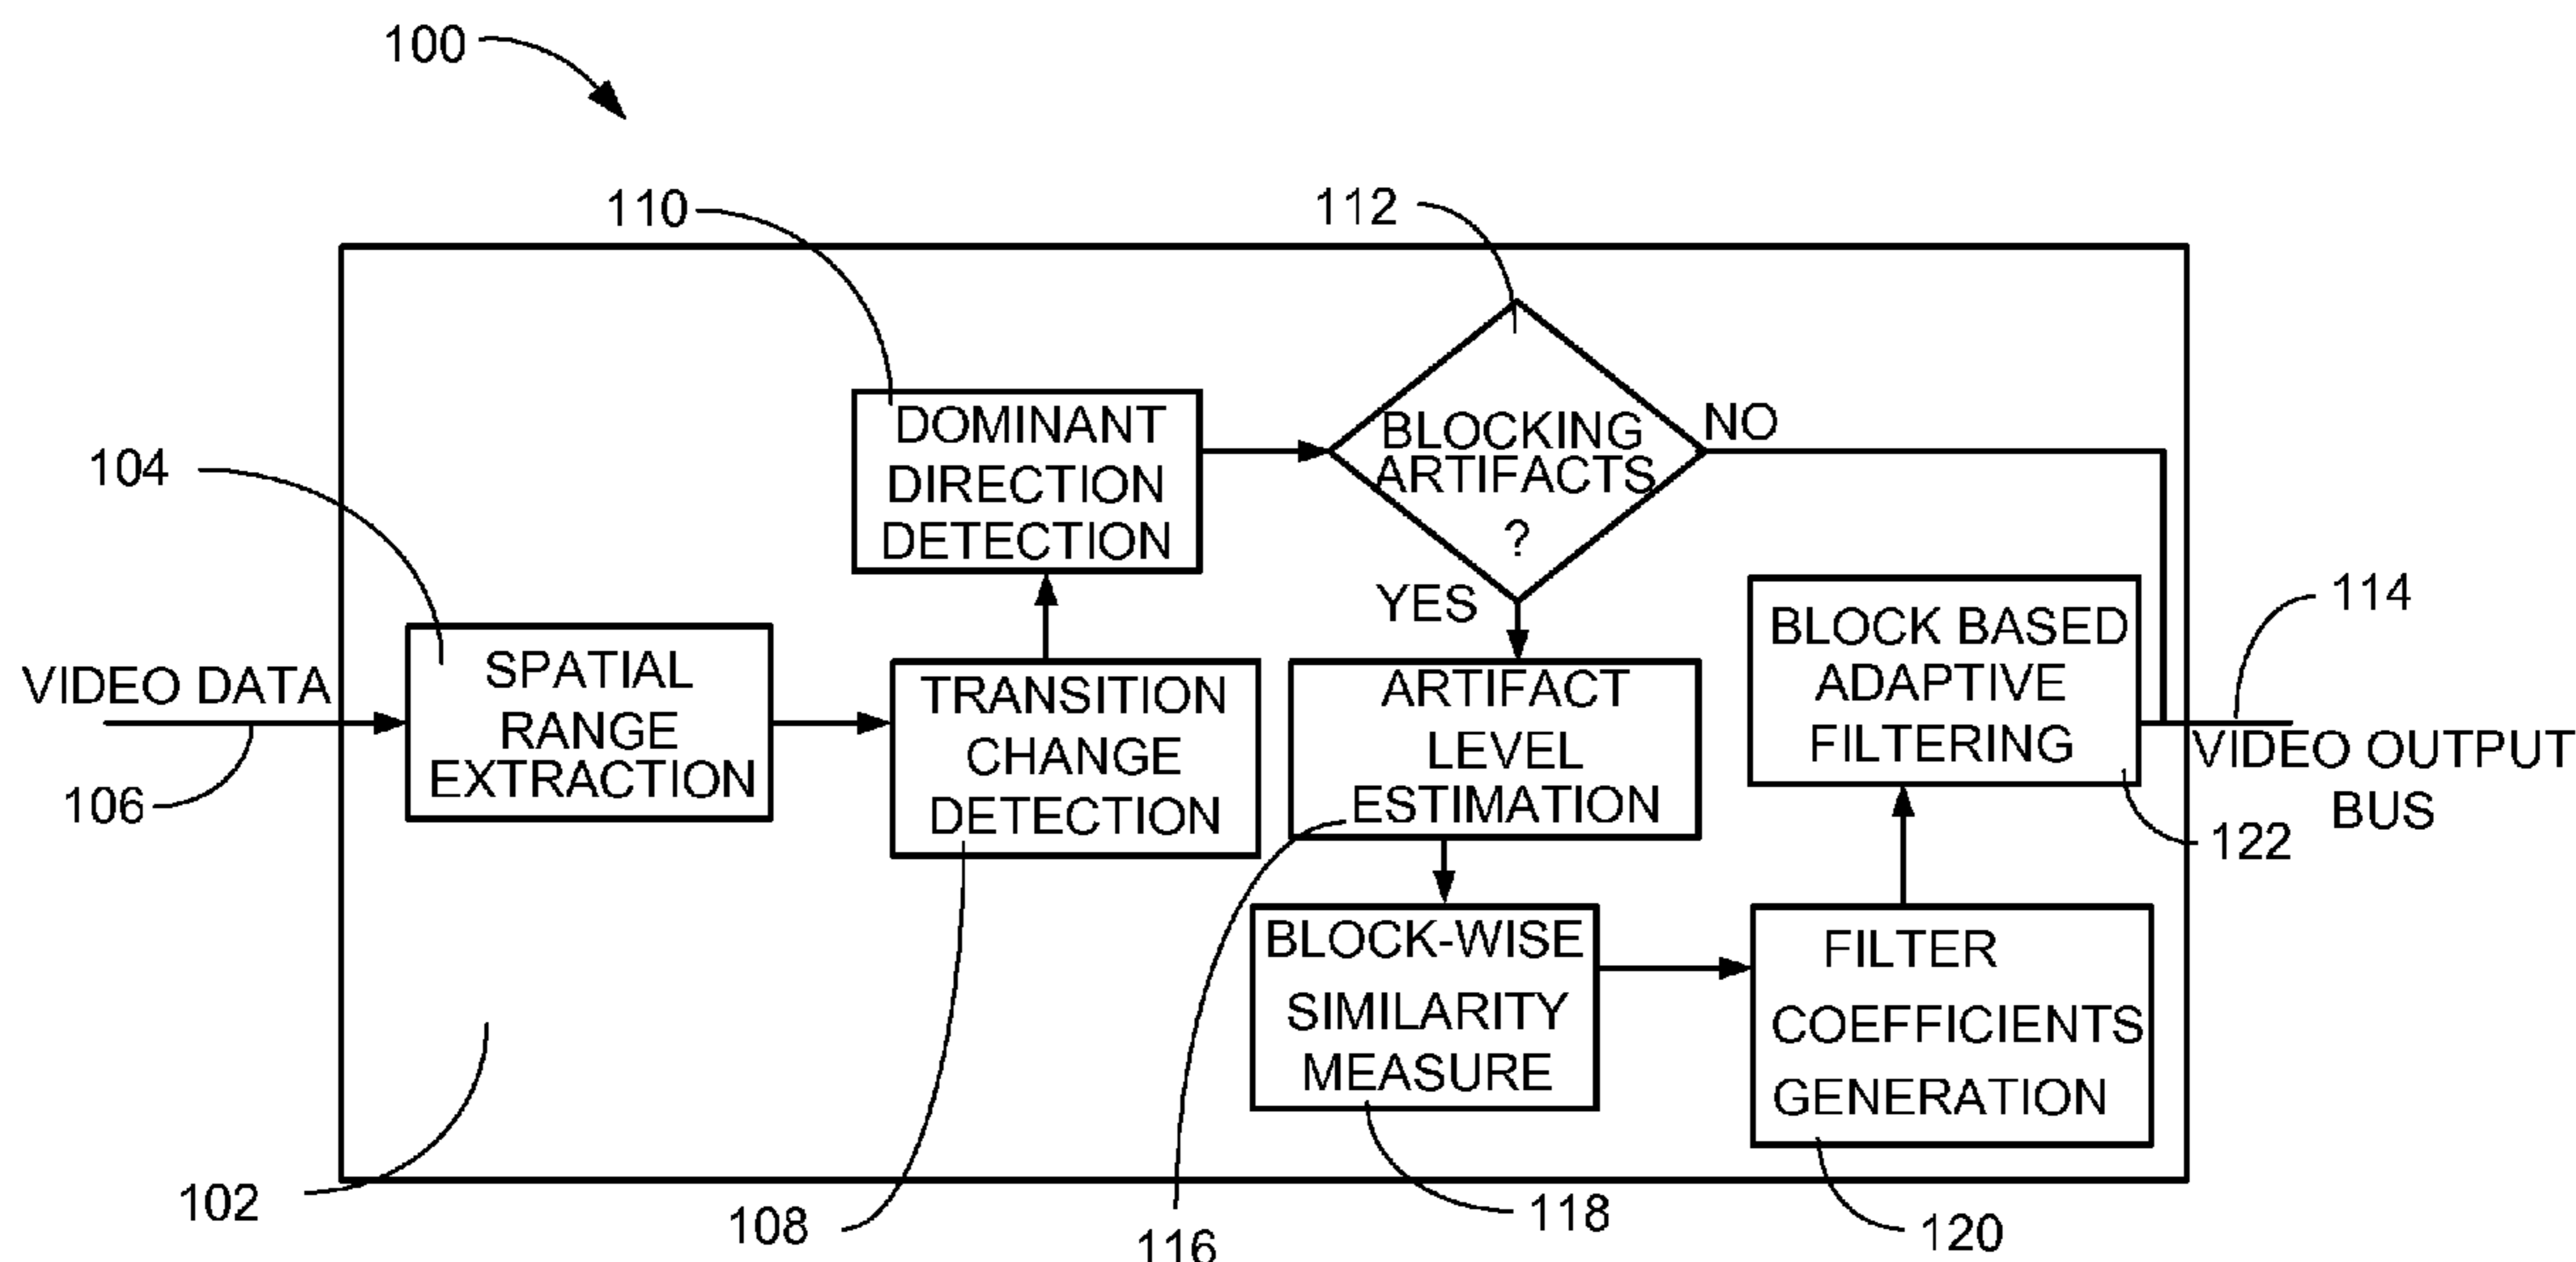 100
110
112
104
DOMINANT
DIRECTION
DETECTION
BLOCKING
ARTIFACTS
?
NO
YES
114
VIDEO DATA
106
SPATIAL
RANGE
EXTRACTION
TRANSITION
CHANGE
DETECTION
ARTIFACT
LEVEL
ESTIMATION
BLOCK BASED
ADAPTIVE
FILTERING
VIDEO OUTPUT
BUS
122
BLOCK-WISE
SIMILARITY
MEASURE
FILTER
COEFFICIENTS
GENERATION
102
108
116
118
120